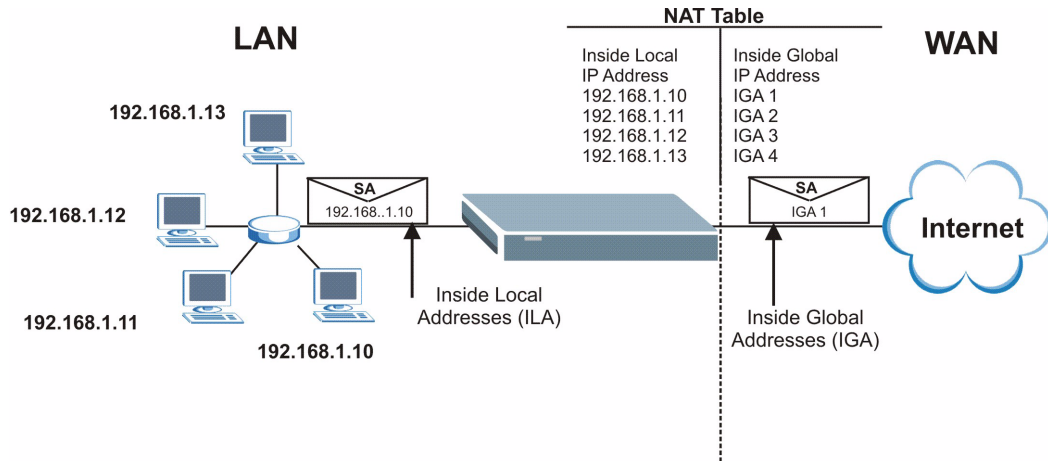 NAT Table
LAN
WAN
Inside Local
IP Address
192.168.1.10
192.168.1.11
192.168.1.12
192.168.1.13
Inside Global
IP Address
IGA 1
IGA 2
IGA 3
IGA 4
192.168.1.13
192.168.1.12
192.168.1.11
192.168.1.10
SA
192.168..1.10
SA
IGA 1
Internet
Inside Local
Addresses (ILA)
Inside Global
Addresses (IGA)